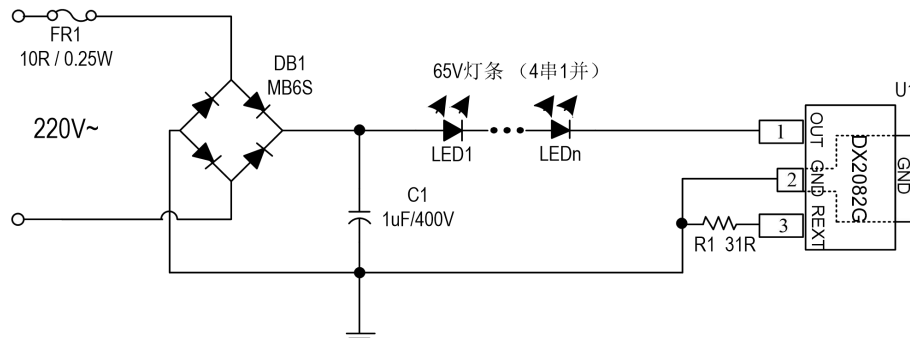 FR1
10R / 0.25W
220V~
DB1
MB6S
65V灯条 （4串1并）
LED1
LEDn
C1
1uF/400V
R1 31R
1
2
3
OUT
GND
REXT
DX2082G
GND